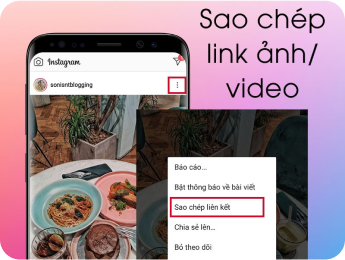 Sao chép
link ảnh/
video
Instagram
sonisntblogging
Báo cáo...
Bật thông báo về bài viết
Sao chép liên kết
Chia sẻ lên...
Bỏ theo dõi